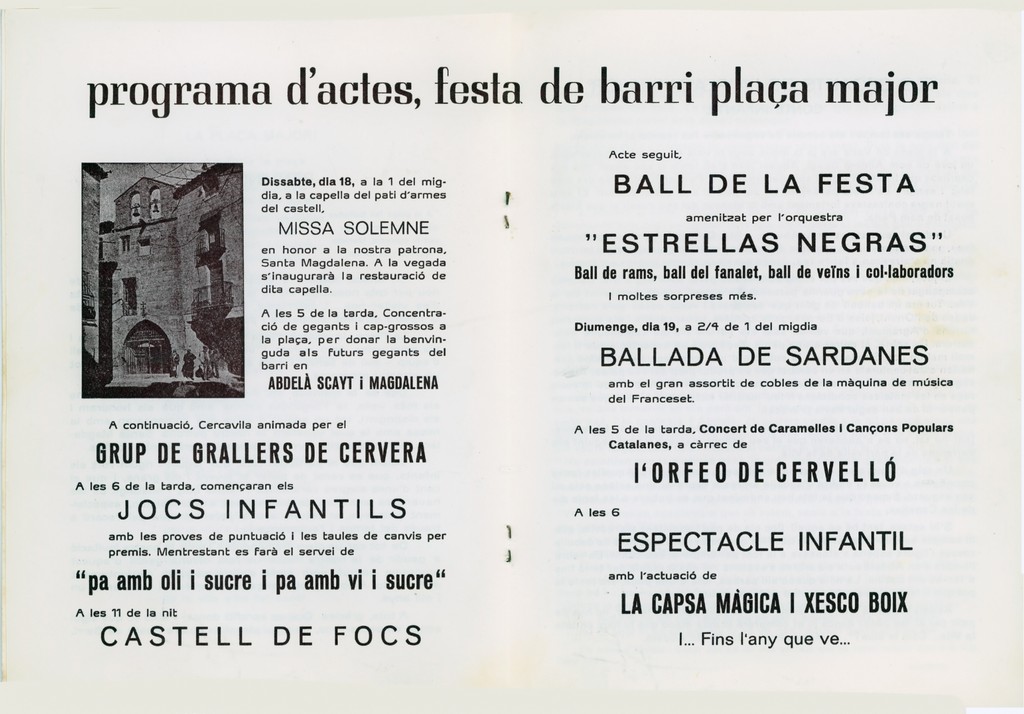 programa d'actes, festa de barri plaça major
Dissabte, dia 18, a la 1 del mig-
dia, a la capella del pati d'armes
del castell,
MISSA SOLEMNE
en honor a la nostra patrona,
Santa Magdalena. A la vegada
s'inaugurarà la restauració de
dita capella.
A les 5 de la tarda, Concentra-
ció de gegants i cap-grossos a
la plaça, per donar la benvin-
guda als futurs gegants del
barri en
ABDELÀ SCAYT i MAGDALENA
A continuació, Cercavila animada per el
GRUP DE GRALLERS DE CERVERA
A les 6 de la tarda, començaran els
JOCS INFANTILS
amb les proves de puntuació i les taules de canvis per
premis. Mentrestant es farà el servei de
"pa amb oli i sucre i pa amb vi i sucre"
A les 11 de la nit
CASTELL DE FOCS
Acte seguit,
BALL DE LA FESTA
amenitzat per l'orquestra
"ESTRELLAS NEGRAS"
Ball de rams, ball del fanalet, ball de veïns i col·laboradors
I moltes sorpreses més.
Diumenge, dia 19, a 2/4 de 1 del migdia
BALLADA DE SARDANES
amb el gran assortit de cobles de la màquina de música
del Franceset.
A les 5 de la tarda, Concert de Caramelles i Cançons Populars
Catalanes, a càrrec de
l'ORFEO DE CERVELLÓ
A les 6
ESPECTACLE INFANTIL
amb l'actuació de
LA CAPSA MÀGICA I XESCO BOIX
I... Fins l'any que ve...